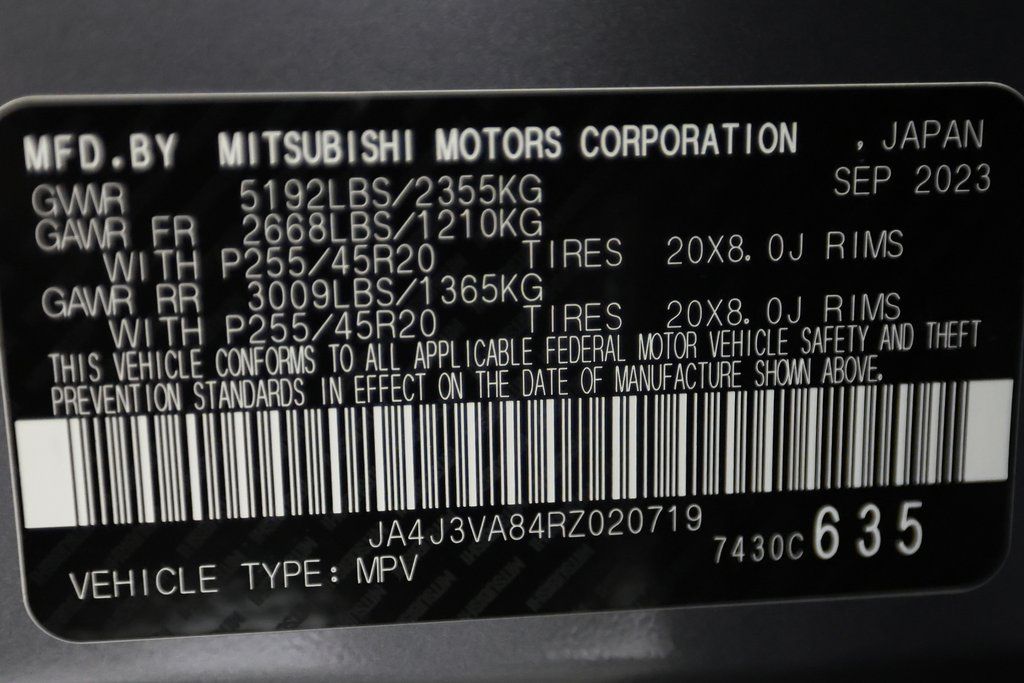 MFD.BY MITSUBISHI MOTORS CORPORATION , JAPAN
SEP 2023
GWWR 5192LBS/2355KG
GAWR FR 2668LBS/1210KG
WITH P255/45R20 TIRES 20X8.0J RIMS
GAWR RR 3009LBS/1365KG
WITH P255/45R20 TIRES 20X8.0J RIMS
THIS VEHICLE CONFORMS TO ALL APPLICABLE FEDERAL MOTOR VEHICLE SAFETY AND THEFT
PREVENTION STANDARDS IN EFFECT ON THE DATE OF MANUFACTURE SHOWN ABOVE.
JA4J3VA84RZ020719
7430C 635
VEHICLE TYPE: MPV